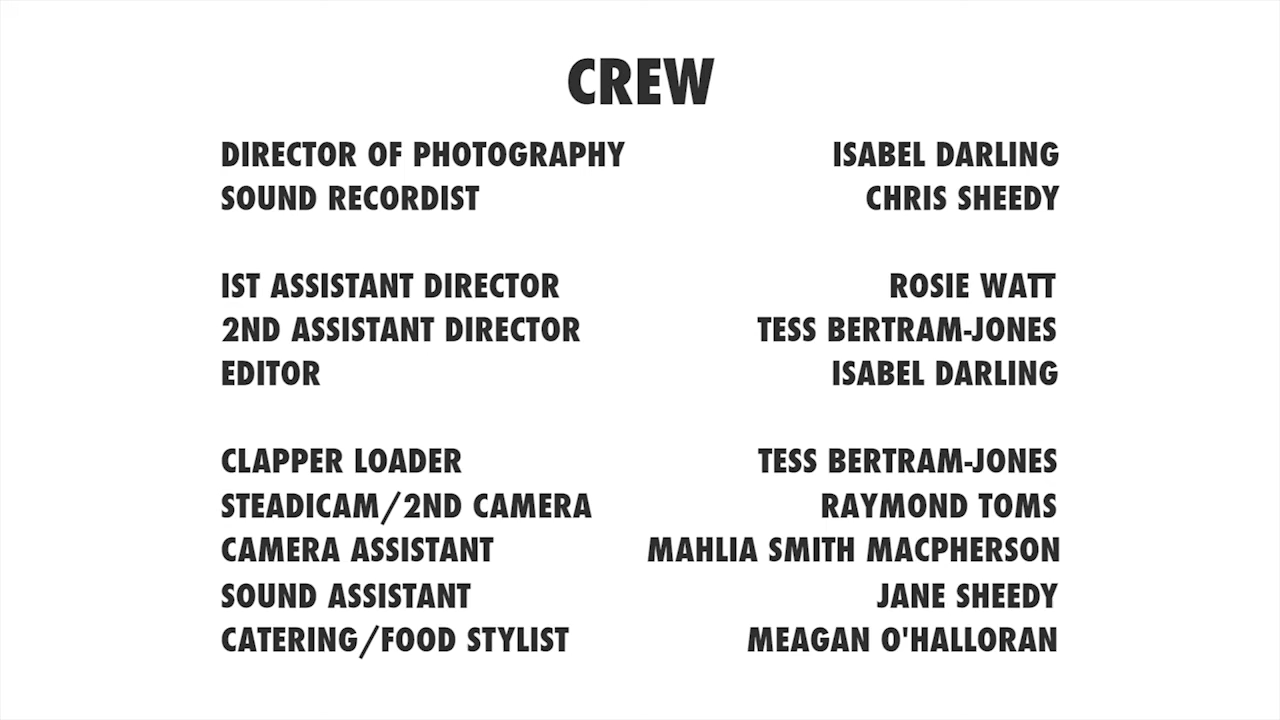 CREW
DIRECTOR OF PHOTOGRAPHY ISABEL DARLING
SOUND RECORDIST CHRIS SHEEDY
IST ASSISTANT DIRECTOR ROSIE WATT
2ND ASSISTANT DIRECTOR TESS BERTRAM-JONES
EDITOR ISABEL DARLING
CLAPPER LOADER TESS BERTRAM-JONES
STEADICAM/2ND CAMERA RAYMOND TOMS
CAMERA ASSISTANT MAHLIA SMITH MACPHERSON
SOUND ASSISTANT JANE SHEEDY
CATERING/FOOD STYLIST MEAGAN O'HALLORAN